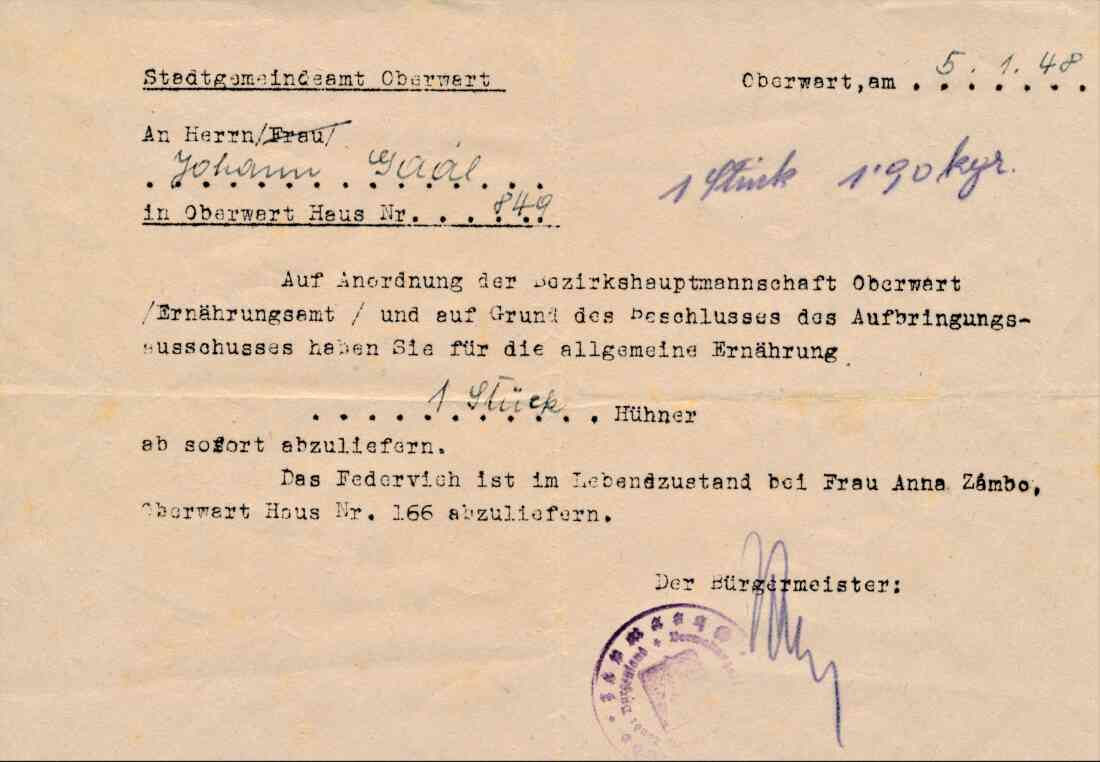 Stadtgemeindeamt Oberwart
Oberwart, am 5. 1. 48
An Herrn/Frau/
Johann Gaál
1 Stück 1'90 kgr.
in Oberwart Haus Nr. 849
Auf Anordnung der Bezirkshauptmannschaft Oberwart
/Ernährungsamt / und auf Grund des Beschlusses des Aufbringungs-
ausschusses haben Sie für die allgemeine Ernährung
1 Stück Hühner
ab sofort abzuliefern.
Das Federvieh ist im Lebendzustand bei Frau Anna Zámbo,
Oberwart Haus Nr. 166 abzuliefern.
Der Bürgermeister:
Burgenland